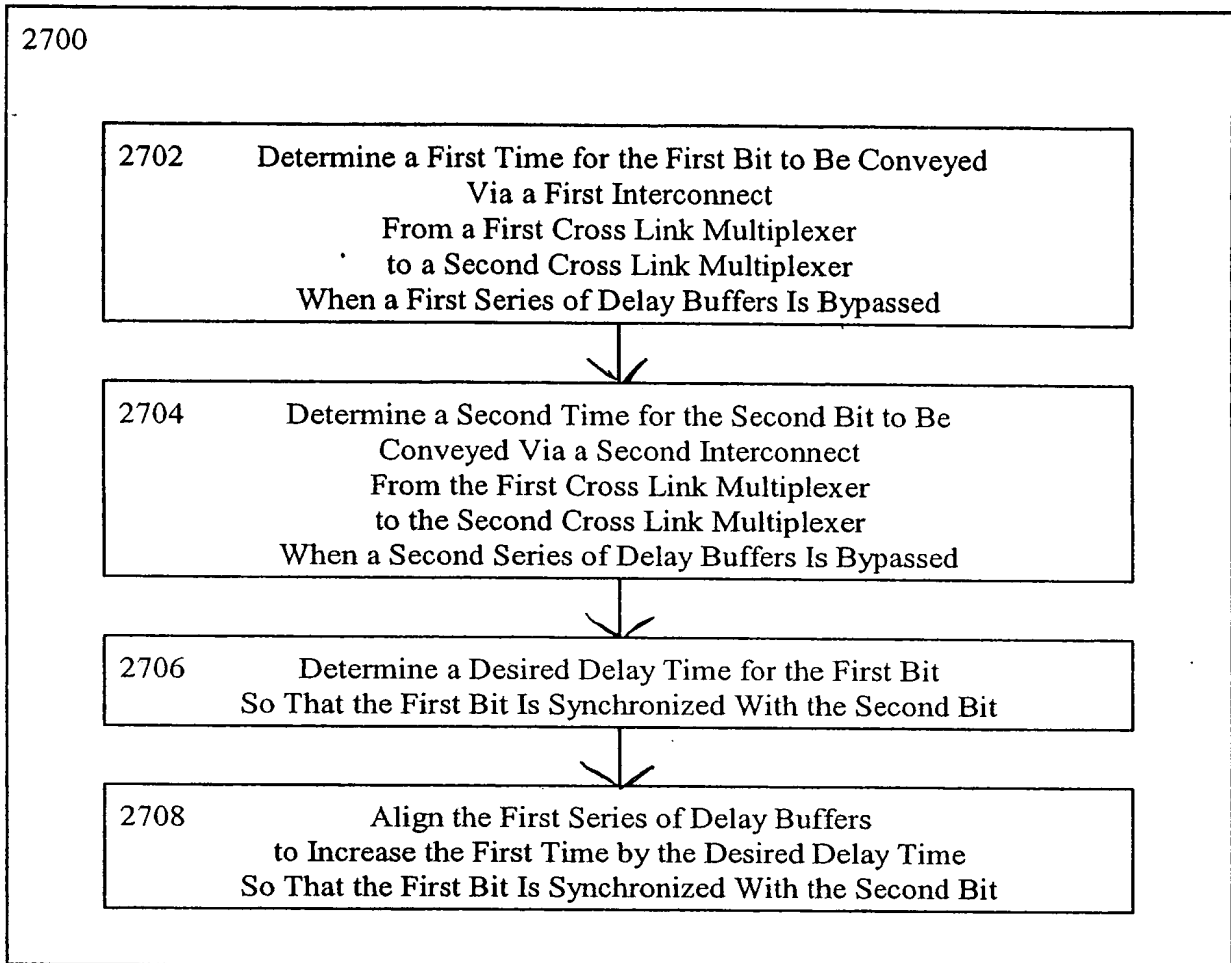 2700
2702 Determine a First Time for the First Bit to Be Conveyed
Via a First Interconnect
From a First Cross Link Multiplexer
to a Second Cross Link Multiplexer
When a First Series of Delay Buffers Is Bypassed
2704 Determine a Second Time for the Second Bit to Be
Conveyed Via a Second Interconnect
From the First Cross Link Multiplexer
to the Second Cross Link Multiplexer
When a Second Series of Delay Buffers Is Bypassed
2706 Determine a Desired Delay Time for the First Bit
So That the First Bit Is Synchronized With the Second Bit
2708 Align the First Series of Delay Buffers
to Increase the First Time by the Desired Delay Time
So That the First Bit Is Synchronized With the Second Bit